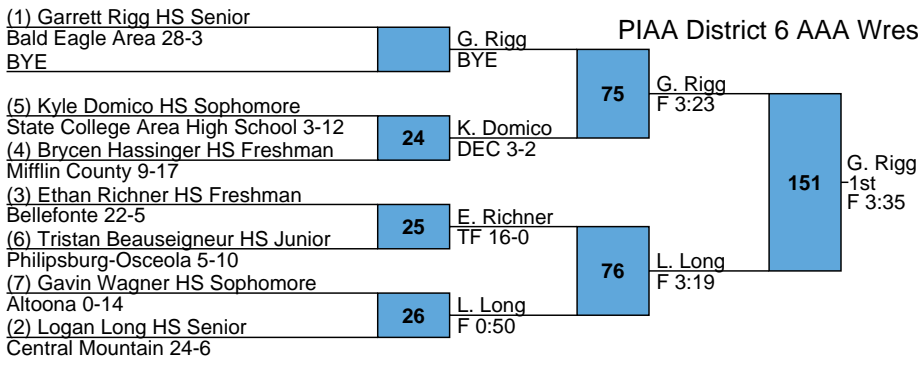 PIAA District 6 AAA Wres
(1) Garrett Rigg HS Senior
Bald Eagle Area 28-3
BYE
(5) Kyle Domico HS Sophomore
State College Area High School 3-12
(4) Brycen Hassinger HS Freshman
Mifflin County 9-17
(3) Ethan Richner HS Freshman
Bellefonte 22-5
(6) Tristan Beauseigneur HS Junior
Philipsburg-Osceola 5-10
(7) Gavin Wagner HS Sophomore
Altoona 0-14
(2) Logan Long HS Senior
Central Mountain 24-6
24
25
26
G. Rigg
BYE
K. Domico
DEC 3-2
E. Richner
TF 16-0
L. Long
F 0:50
75
76
G. Rigg
F 3:23
L. Long
F 3:19
151
G. Rigg
1st
F 3:35